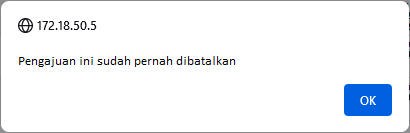 172.18.50.5
Pengajuan ini sudah pernah dibatalkan
OK